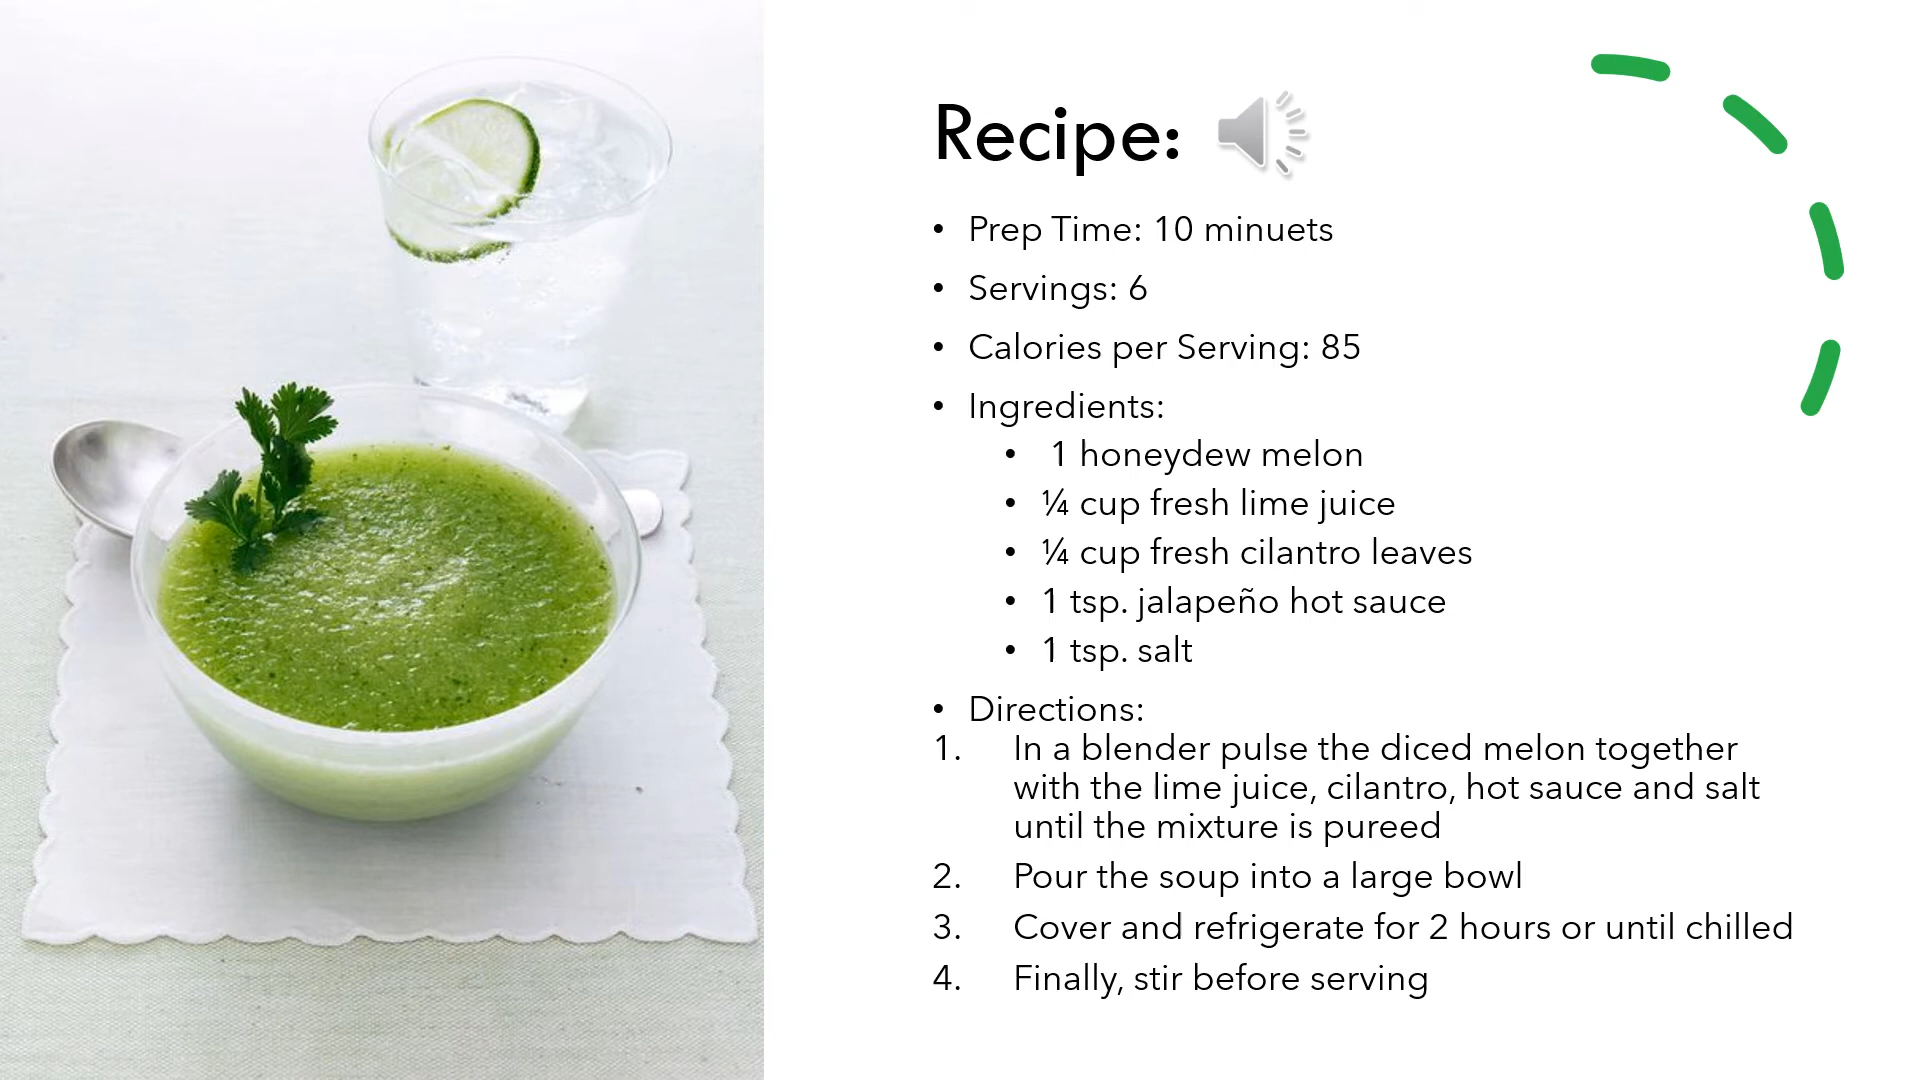 Recipe:
• Prep Time: 10 minuets
• Servings: 6
• Calories per Serving: 85
• Ingredients:
• 1 honeydew melon
• ¼ cup fresh lime juice
• ¼ cup fresh cilantro leaves
• 1 tsp. jalapeño hot sauce
• 1 tsp. salt
• Directions:
1. In a blender pulse the diced melon together
with the lime juice, cilantro, hot sauce and salt
until the mixture is pureed
2. Pour the soup into a large bowl
3. Cover and refrigerate for 2 hours or until chilled
4. Finally, stir before serving